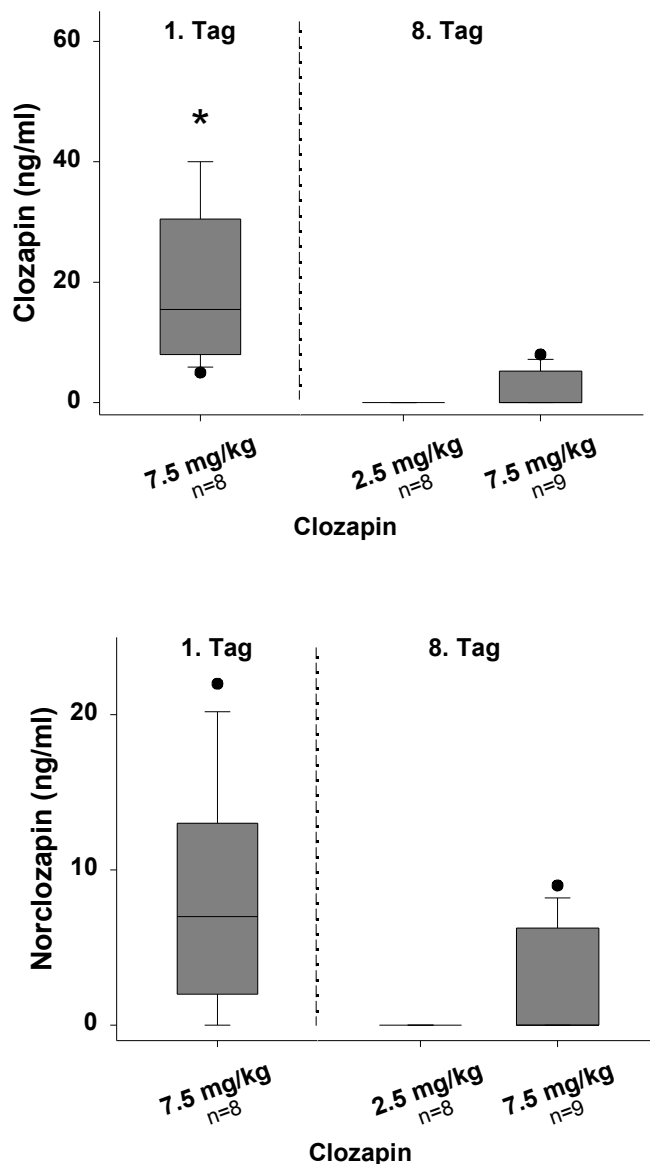 1. Tag 8. Tag
60
40
20
0
Clozapin (ng/ml)
*
7.5 mg/kg 2.5 mg/kg 7.5 mg/kg
n=8 n=8 n=9
Clozapin
1. Tag 8. Tag
20
10
0
Norclozapin (ng/ml)
7.5 mg/kg 2.5 mg/kg 7.5 mg/kg
n=8 n=8 n=9
Clozapin